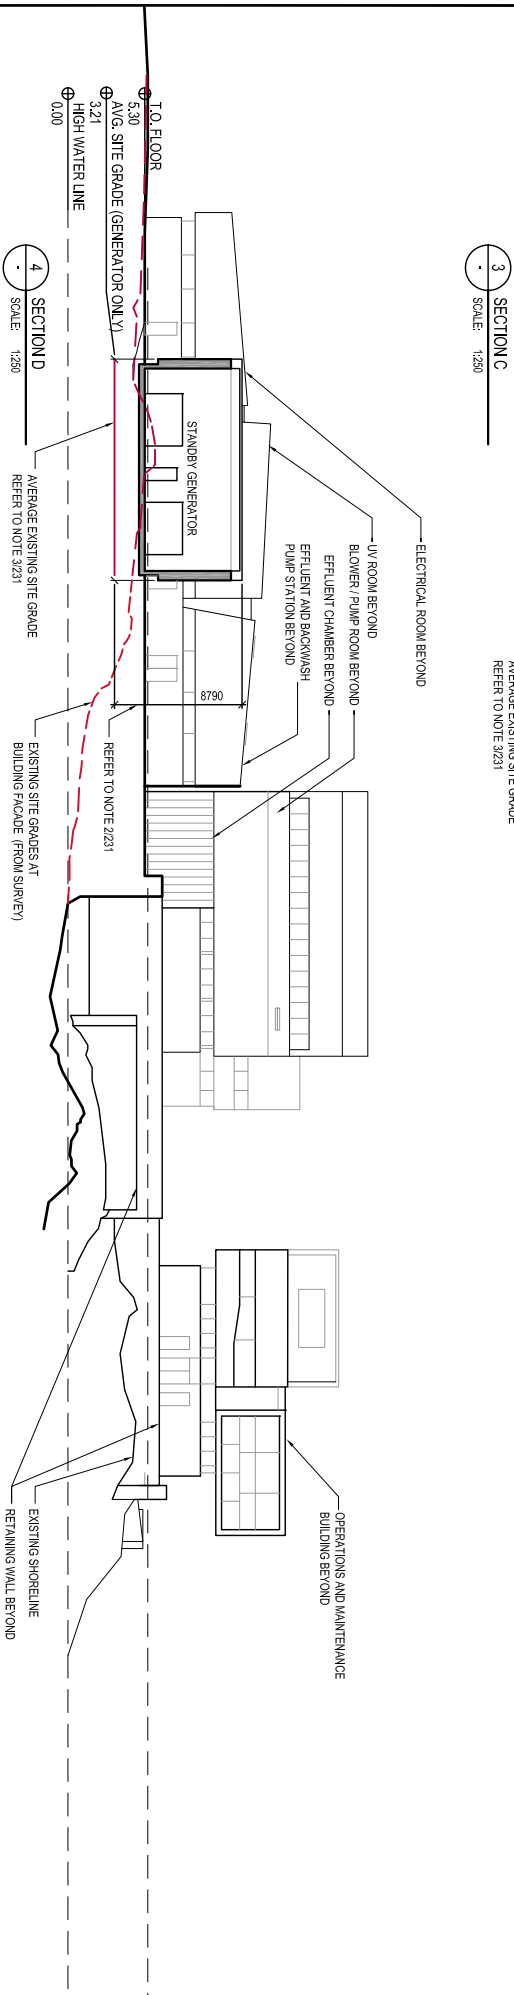 AVERAGE EXISTING SITE GRADE
REFER TO NOTE 3/231
3
SECTION C
-
SCALE: 1:250
ELECTRICAL ROOM BEYOND
UV ROOM BEYOND
BLOWER / PUMP ROOM BEYOND
EFFLUENT CHAMBER BEYOND
EFFLUENT AND BACKWASH
PUMP STATION BEYOND
OPERATIONS AND MAINTENANCE
BUILDING BEYOND
STANDBY GENERATOR
8790
T.O. FLOOR
5.30
AVG. SITE GRADE (GENERATOR ONLY)
3.21
HIGH WATER LINE
0.00
REFER TO NOTE 2/231
AVERAGE EXISTING SITE GRADE
REFER TO NOTE 3/231
EXISTING SITE GRADES AT
BUILDING FACADE (FROM SURVEY)
EXISTING SHORELINE
RETAINING WALL BEYOND
4
SECTION D
-
SCALE: 1:250